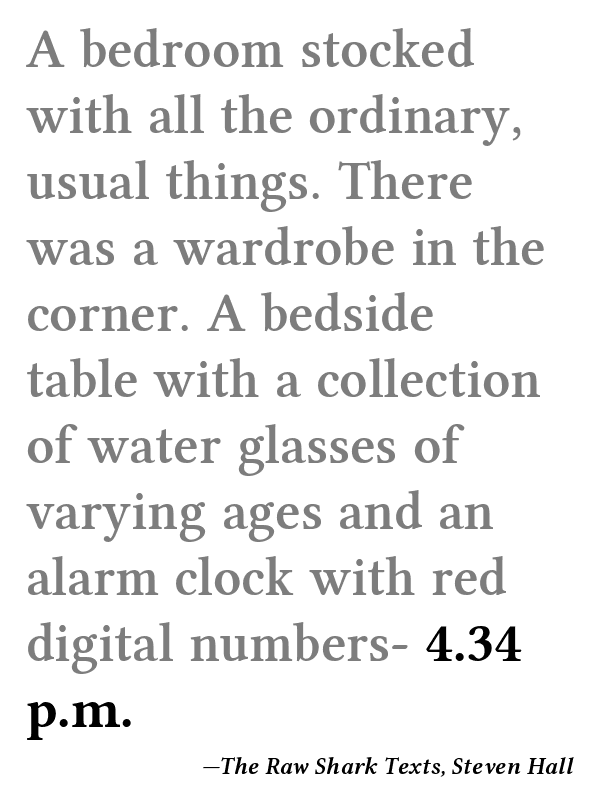 A bedroom stocked
with all the ordinary,
usual things. There
was a wardrobe in the
corner. A bedside
table with a collection
of water glasses of
varying ages and an
alarm clock with red
digital numbers- 4.34
p.m.
—The Raw Shark Texts, Steven Hall